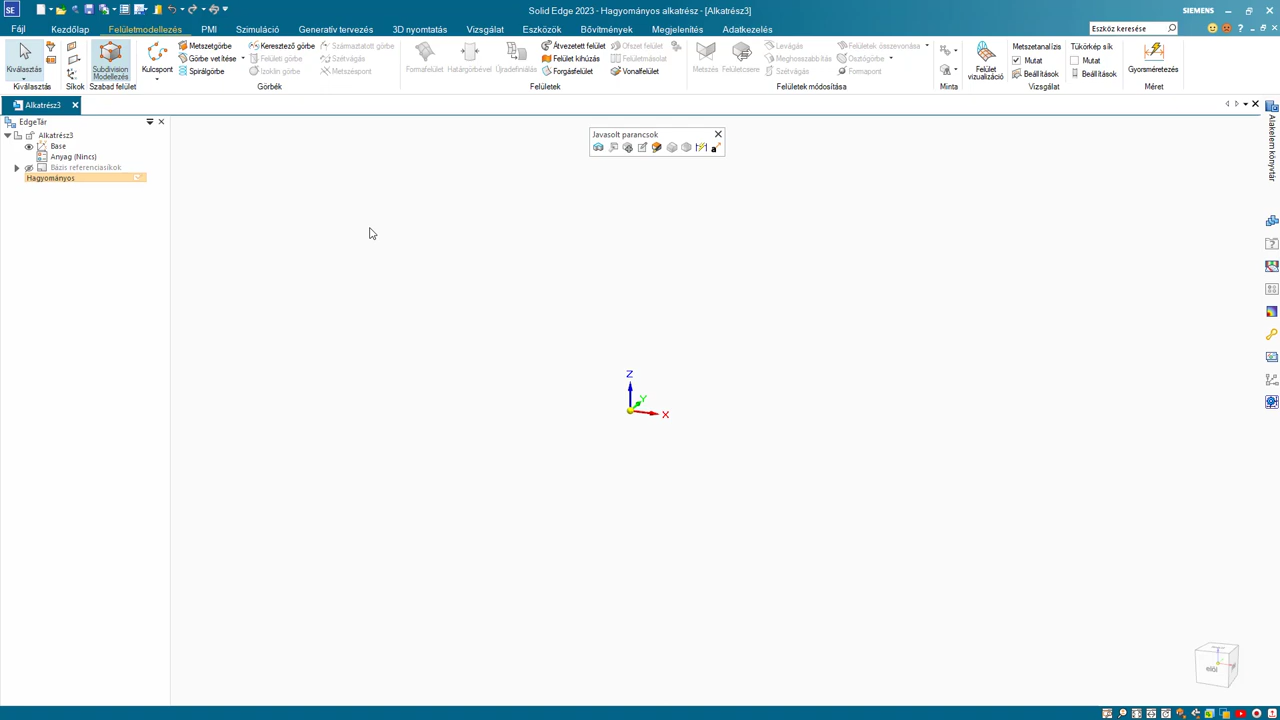 Solid Edge 2023 - Hagyományos alkatrész - [Alkatrész3]
SIEMENS
SE
Fájl Kezdőlap Felületmodellezés PMI Szimuláció Generatív tervezés 3D nyomtatás Vizsgálat Eszközök Bővítmények Megjelenítés Adatkezelés
Eszköz keresése
Kiválasztás
Kiválasztás
Síkok
Subdivision
Modellezés
Szabad felület
Kulcspont
Metszetgörbe
Görbe vetítése
Spirálgörbe
Keresztező görbe
Felületi görbe
Izoklin görbe
Származtatott görbe
Szétvágás
Metszéspont
Görbék
Formafelület
Határgörbével
Újradefiniálás
Átvezetett felület
Felület kihúzás
Forgásfelület
Ofszet felület
Felületmásolat
Vonalfelület
Felületek
Metszés
Felületcsere
Levágás
Meghosszabbítás
Szétvágás
Felületek összevonása
Osztógörbe
Formapont
Felületek módosítása
Minta
Felület
vizualizáció
Metszetanalízis
Mutat
Beállítások
Tükörkép sík
Mutat
Beállítások
Vizsgálat
Gyorsméretezés
Méret
Alkatrész3
EdgeTár
Alkatrész3
Base
Anyag (Nincs)
Bázis referenciasíkok
Hagyományos
Javasolt parancsok
a
Z
Y
X
elöl
Alakelemkönyvtár